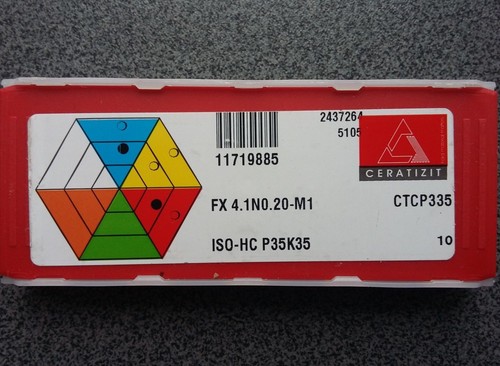 2437264
5105
11719885
CERATIZIT
FX 4.1N0.20-M1
CTCP335
ISO-HC P35K35
10